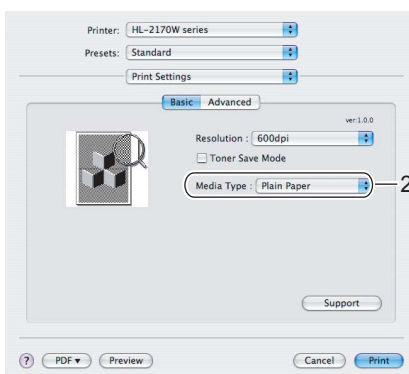 Printer: HL-2170W series
Presets: Standard
Print Settings
Basic Advanced
ver:1.0.0
Resolution : 600dpi
Toner Save Mode
Media Type : Plain Paper
2
Support
? PDF ▼ Preview Cancel Print